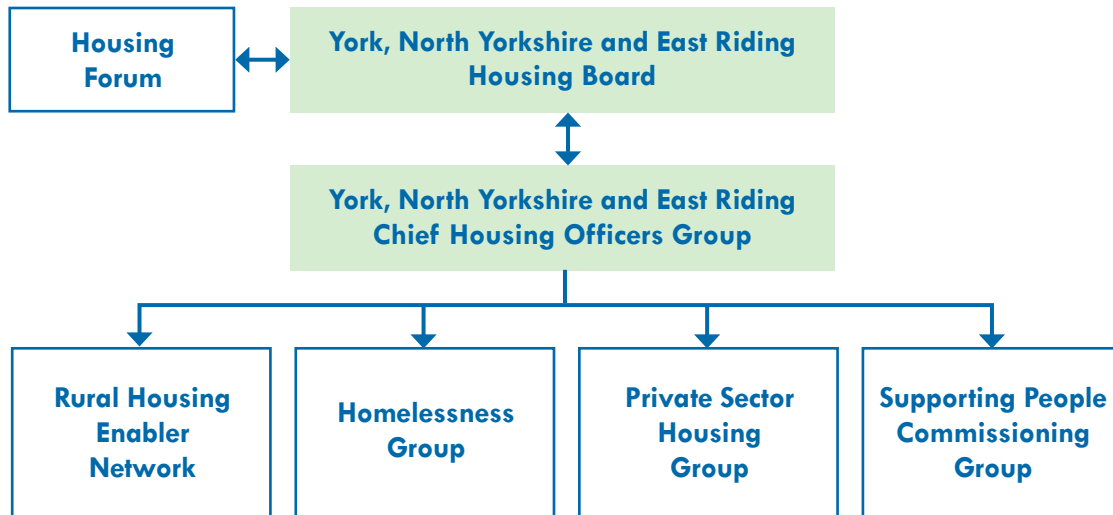 Housing
Forum
York, North Yorkshire and East Riding
Housing Board
York, North Yorkshire and East Riding
Chief Housing Officers Group
Rural Housing
Enabler
Network
Homelessness
Group
Private Sector
Housing
Group
Supporting People
Commissioning
Group